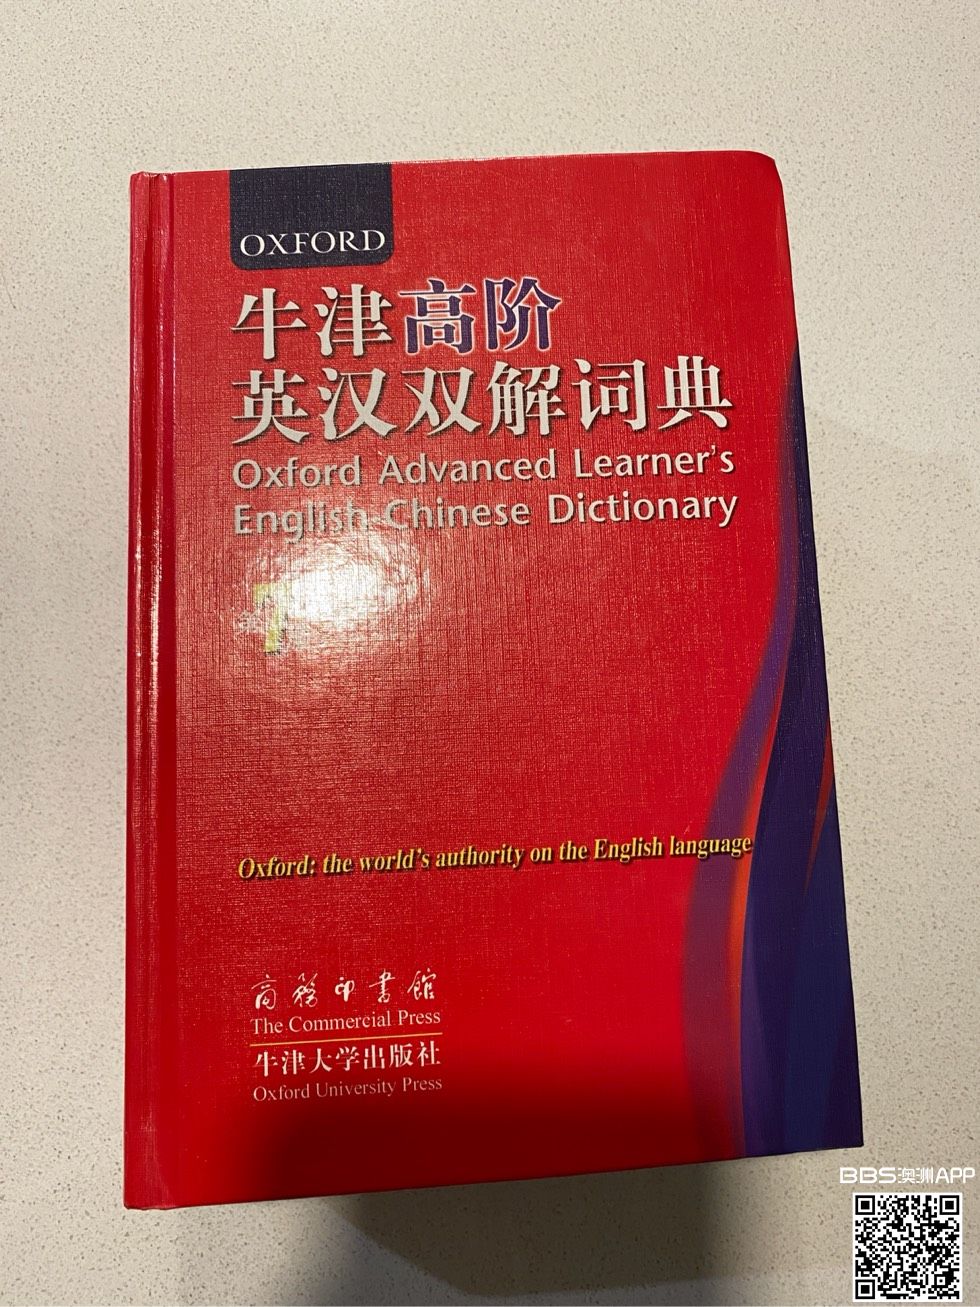 OXFORD
牛津高阶
英汉双解词典
Oxford Advanced Learner's
English-Chinese Dictionary
第7
Oxford: the world's authority on the English language
商務印書館
The Commercial Press
牛津大学出版社
Oxford University Press
BBS澳洲APP